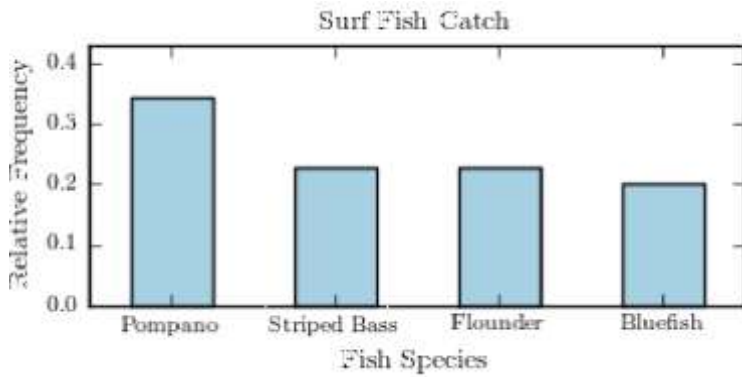 Surf Fish Catch
0.4
0.3
0.2
0.1
0.0
Relative Frequency
Pompano Striped Bass Flounder Bluefish
Fish Species